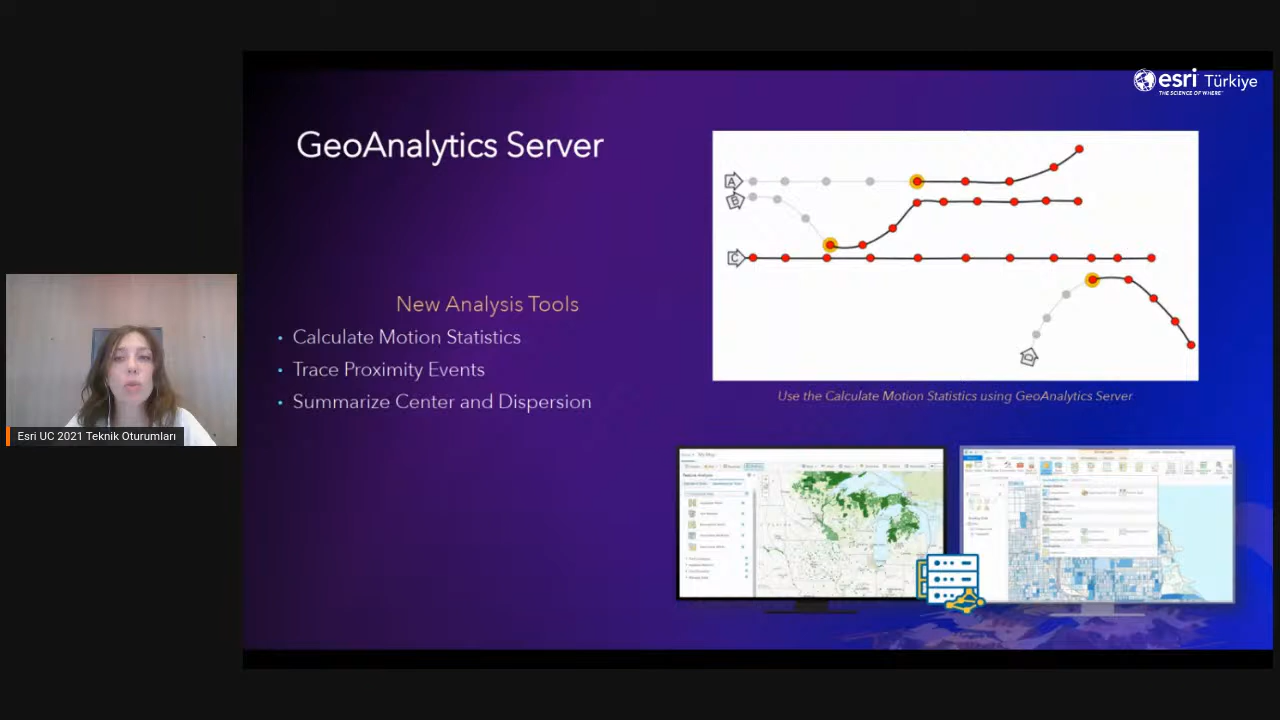 esri Türkiye
THE SCIENCE OF WHERE™
GeoAnalytics Server
A
B
C
D
New Analysis Tools
• Calculate Motion Statistics
• Trace Proximity Events
• Summarize Center and Dispersion
Use the Calculate Motion Statistics using GeoAnalytics Server
Esri UC 2021 Teknik Oturumları